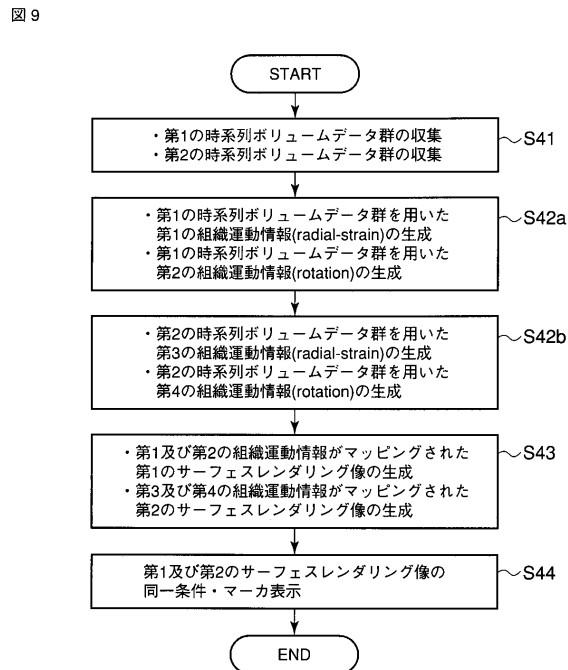 図9
START
・第1の時系列ボリュームデータ群の収集
・第2の時系列ボリュームデータ群の収集
S41
・第1の時系列ボリュームデータ群を用いた
第1の組織運動情報(radial-strain)の生成
・第1の時系列ボリュームデータ群を用いた
第2の組織運動情報(rotation)の生成
S42a
・第2の時系列ボリュームデータ群を用いた
第3の組織運動情報(radial-strain)の生成
・第2の時系列ボリュームデータ群を用いた
第4の組織運動情報(rotation)の生成
S42b
・第1及び第2の組織運動情報がマッピングされた
第1のサーフェスレンダリング像の生成
・第3及び第4の組織運動情報がマッピングされた
第2のサーフェスレンダリング像の生成
S43
第1及び第2のサーフェスレンダリング像の
同一条件・マーカ表示
S44
END